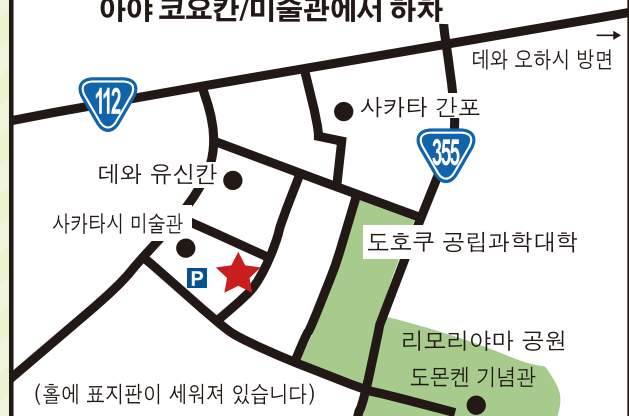 아야 코요칸/미술관에서 하차
→
데와 오하시 방면
112
사카타 간포
355
데와 유신칸
사카타시 미술관
도호쿠 공립과학대학
P
리모리야마 공원
도몬켄 기념관
(홀에 표지판이 세워져 있습니다)